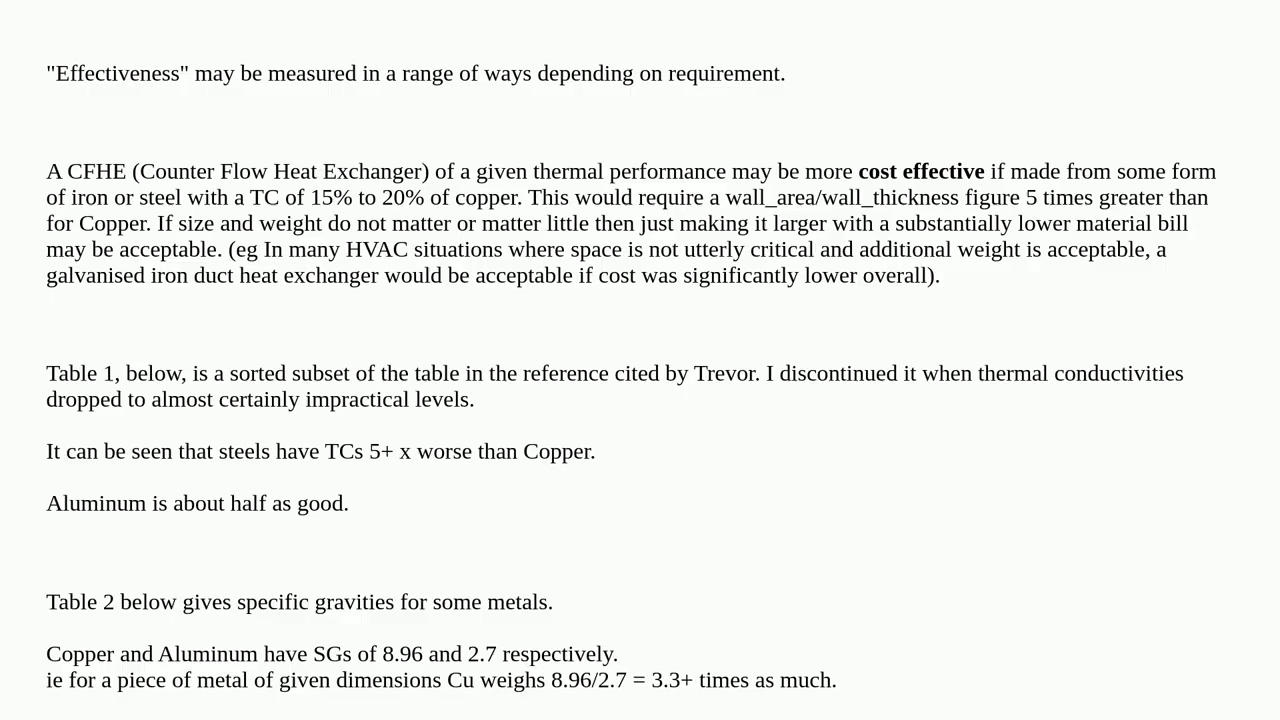 "Effectiveness" may be measured in a range of ways depending on requirement.
A CFHE (Counter Flow Heat Exchanger) of a given thermal performance may be more cost effective if made from some form
of iron or steel with a TC of 15% to 20% of copper. This would require a wall_area/wall_thickness figure 5 times greater than
for Copper. If size and weight do not matter or matter little then just making it larger with a substantially lower material bill
may be acceptable. (eg In many HVAC situations where space is not utterly critical and additional weight is acceptable, a
galvanised iron duct heat exchanger would be acceptable if cost was significantly lower overall).
Table 1, below, is a sorted subset of the table in the reference cited by Trevor. I discontinued it when thermal conductivities
dropped to almost certainly impractical levels.
It can be seen that steels have TCs 5+ x worse than Copper.
Aluminum is about half as good.
Table 2 below gives specific gravities for some metals.
Copper and Aluminum have SGs of 8.96 and 2.7 respectively.
ie for a piece of metal of given dimensions Cu weighs 8.96/2.7 = 3.3+ times as much.